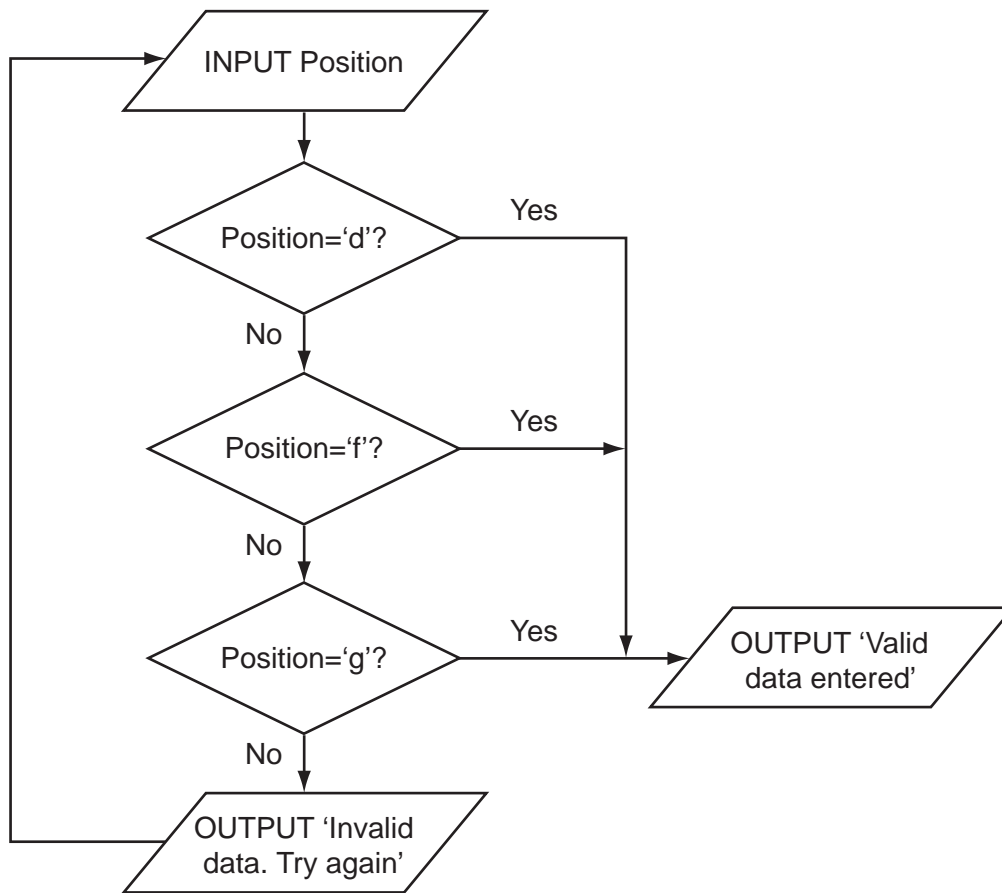 INPUT Position
Yes
Position=‘d’?
No
Yes
Position=‘f’?
No
Yes
Position=‘g’?
OUTPUT ‘Valid
data entered’
No
OUTPUT ‘Invalid
data. Try again’